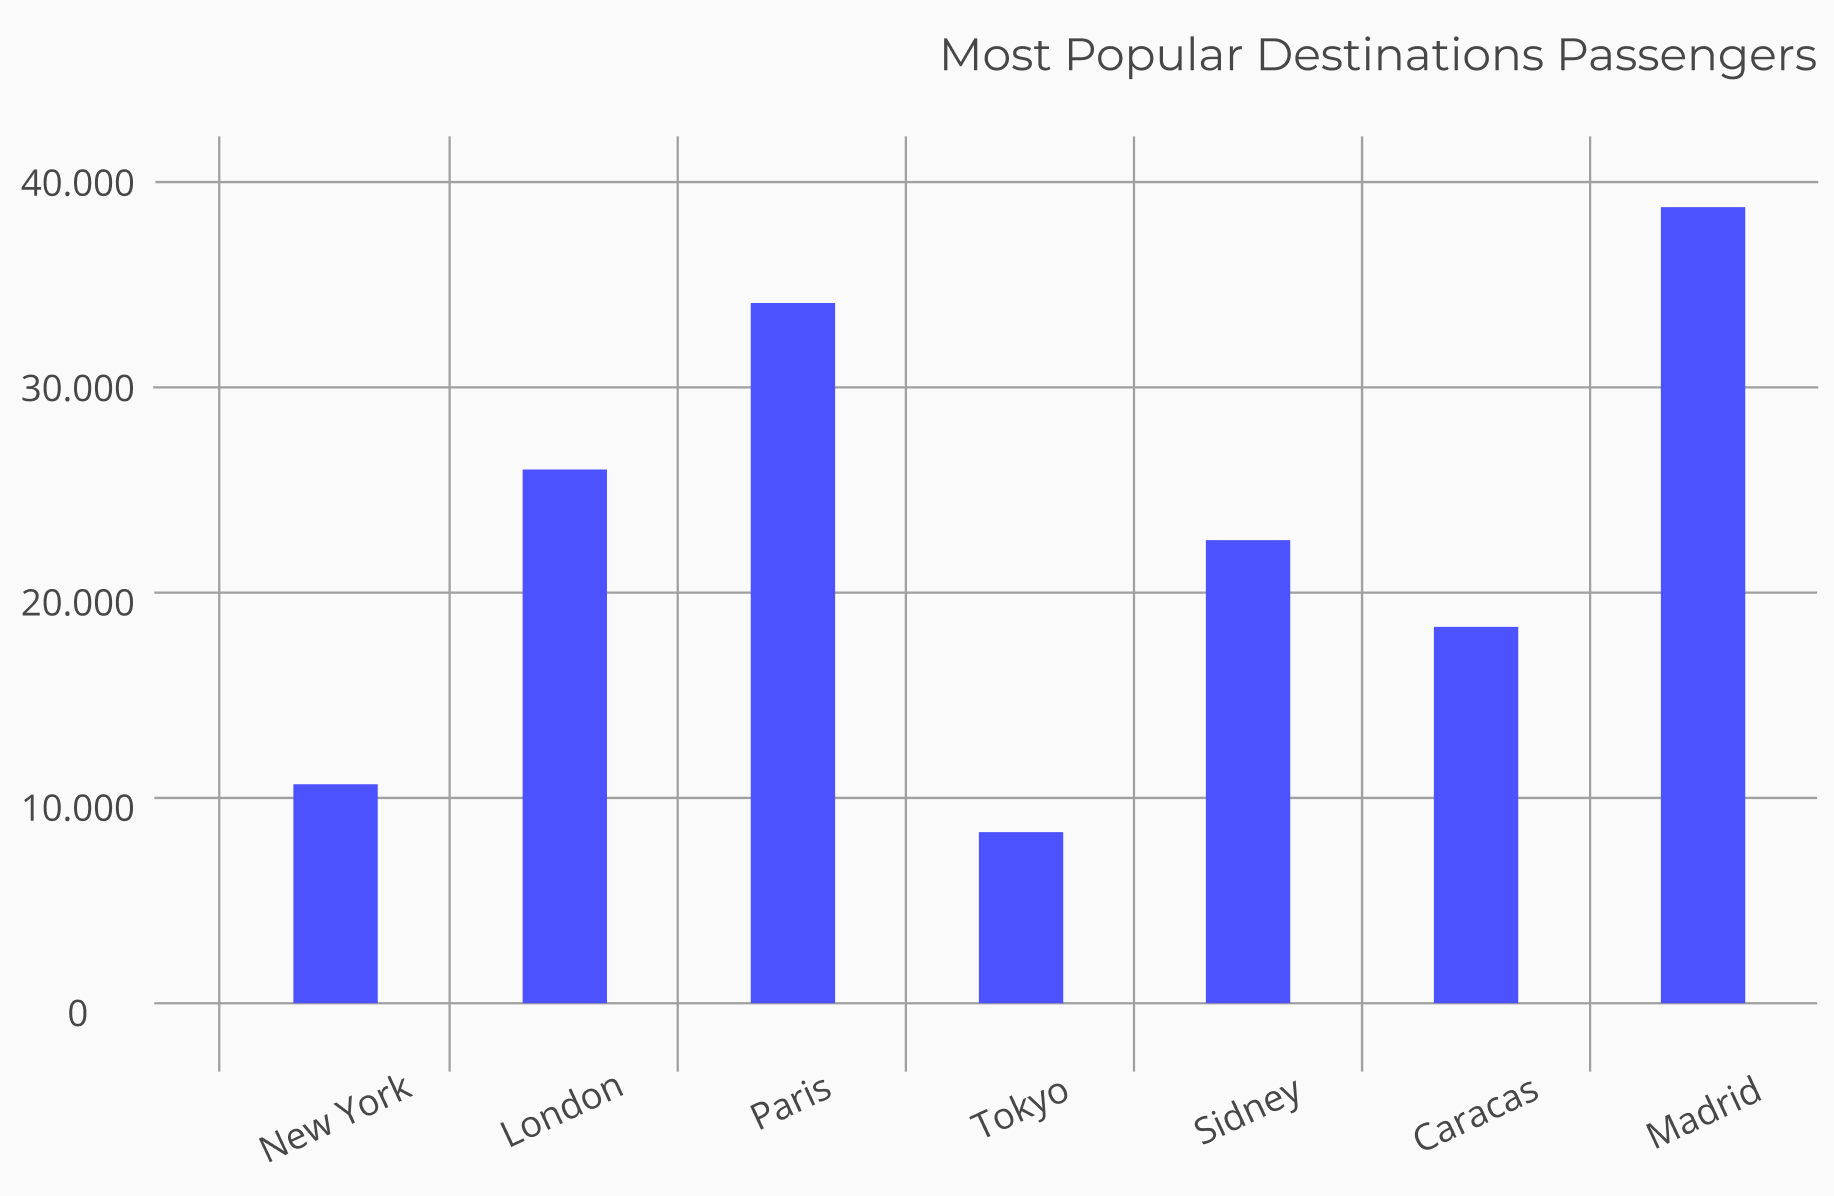 Most Popular Destinations Passengers
40.000
30.000
20.000
10.000
0
New York
London
Paris
Tokyo
Sidney
Caracas
Madrid